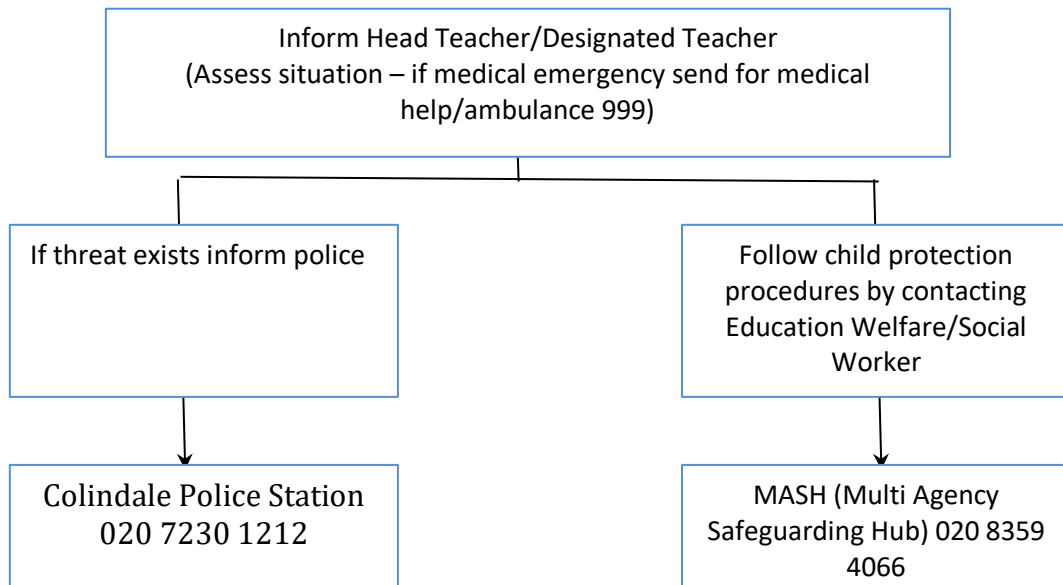 Inform Head Teacher/Designated Teacher
(Assess situation – if medical emergency send for medical
help/ambulance 999)
If threat exists inform police
Follow child protection
procedures by contacting
Education Welfare/Social
Worker
Colindale Police Station
020 7230 1212
MASH (Multi Agency
Safeguarding Hub) 020 8359
4066